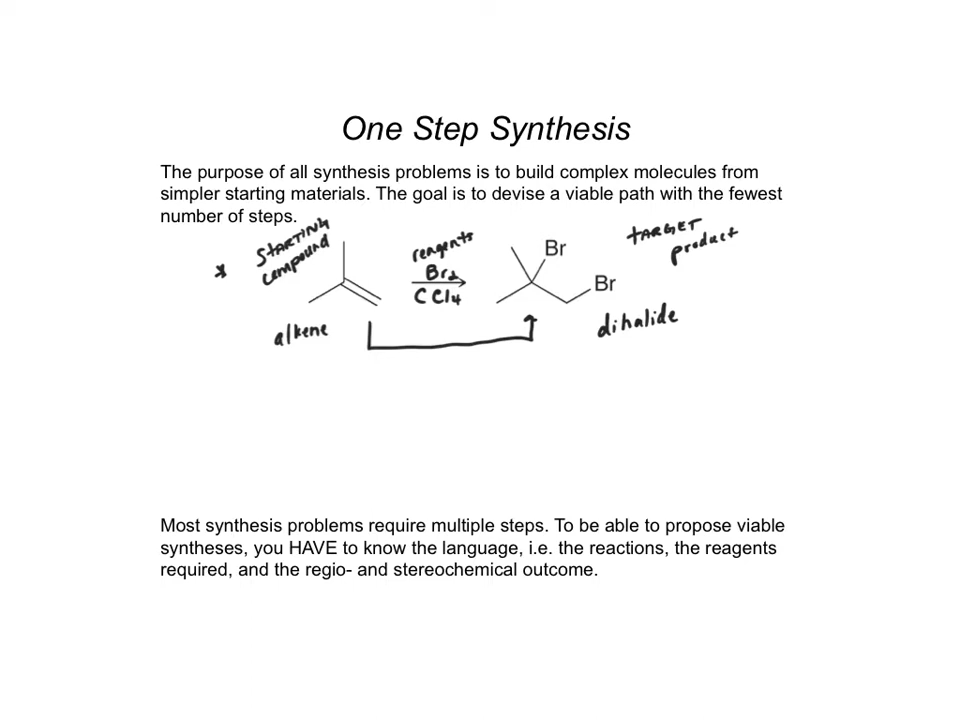 One Step Synthesis
The purpose of all synthesis problems is to build complex molecules from
simpler starting materials. The goal is to devise a viable path with the fewest
number of steps.
*
STARTING
compound
reagents
Br2
CCl4
Br
Br
TARGET
product
alkene
dihalide
Most synthesis problems require multiple steps. To be able to propose viable
syntheses, you HAVE to know the language, i.e. the reactions, the reagents
required, and the regio- and stereochemical outcome.